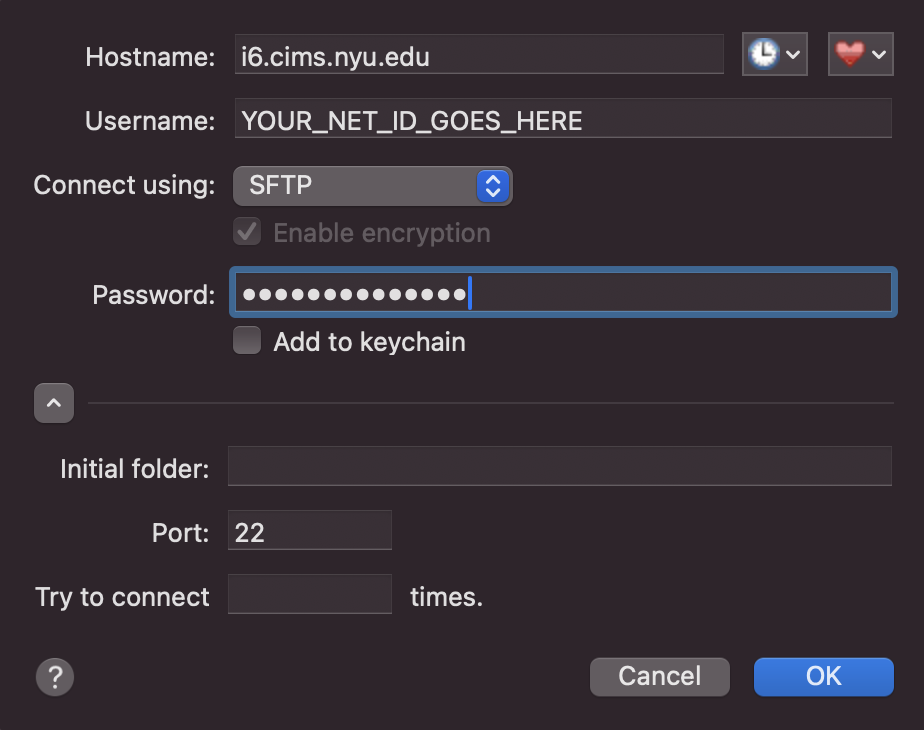 Hostname: i6.cims.nyu.edu
Username: YOUR_NET_ID_GOES_HERE
Connect using: SFTP
Enable encryption
Password: ••••••••••••••
Add to keychain
Initial folder:
Port: 22
Try to connect times.
? Cancel OK